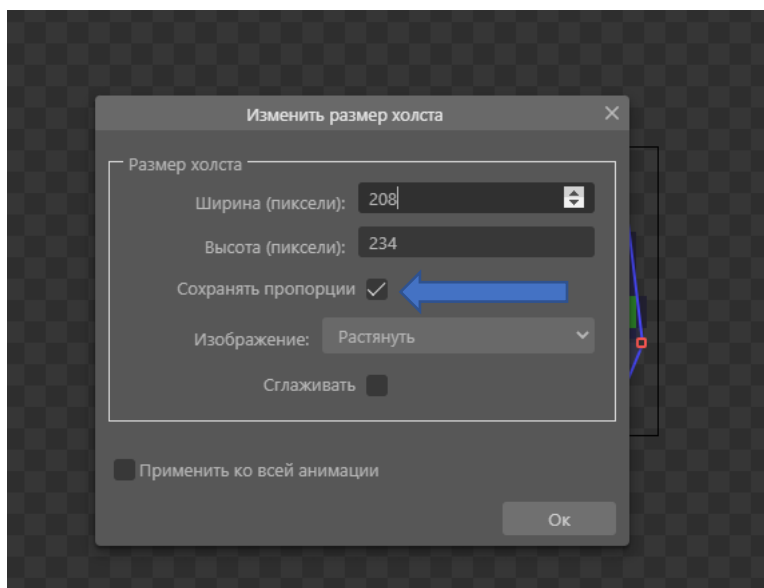 Изменить размер холста
Размер холста
Ширина (пиксели): 208
Высота (пиксели): 234
Сохранять пропорции
Изображение: Растянуть
Сглаживать
Применить ко всей анимации
Ок